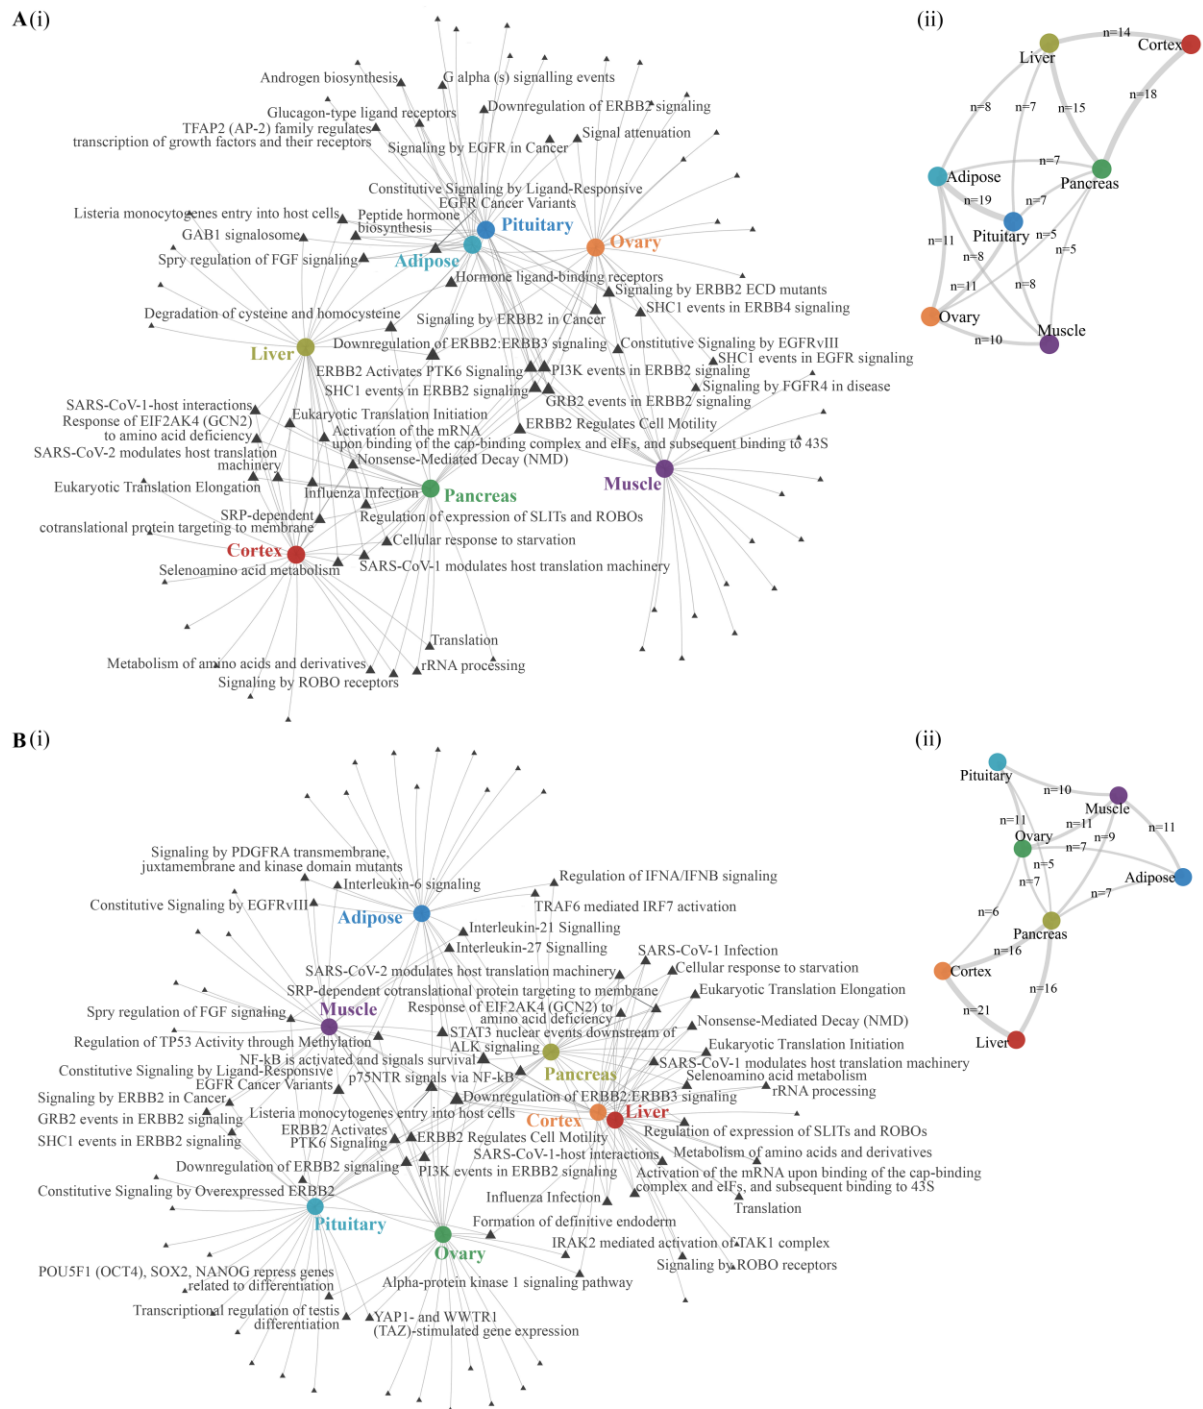 A (i)
(ii)
Androgen biosynthesis
G alpha (s) signalling events
Glucagon-type ligand receptors
Downregulation of ERBB2 signaling
TFAP2 (AP-2) family regulates
transcription of growth factors and their receptors
Signaling by EGFR in Cancer
Signal attenuation
Constitutive Signaling by Ligand-Responsive
EGFR Cancer Variants
Listeria monocytogenes entry into host cells
Peptide hormone
biosynthesis
Pituitary
GAB1 signalosome
Ovary
Spry regulation of FGF signaling
Adipose
Hormone ligand-binding receptors
Signaling by ERBB2 ECD mutants
Degradation of cysteine and homocysteine
SHC1 events in ERBB4 signaling
Signaling by ERBB2 in Cancer
Liver
Downregulation of ERBB2:ERBB3 signaling
Constitutive Signaling by EGFRvIII
SHC1 events in EGFR signaling
ERBB2 Activates PTK6 Signaling
PI3K events in ERBB2 signaling
SHC1 events in ERBB2 signaling
Signaling by FGFR4 in disease
GRB2 events in ERBB2 signaling
SARS-CoV-1-host interactions
Eukaryotic Translation Initiation
Response of EIF2AK4 (GCN2)
to amino acid deficiency
Activation of the mRNA
upon binding of the cap-binding complex and eIFs, and subsequent binding to 43S
ERBB2 Regulates Cell Motility
SARS-CoV-2 modulates host translation
machinery
Nonsense-Mediated Decay (NMD)
Muscle
Eukaryotic Translation Elongation
Influenza Infection
Pancreas
SRP-dependent
cotranslational protein targeting to membrane
Regulation of expression of SLITs and ROBOs
Cortex
Cellular response to starvation
Selenoamino acid metabolism
SARS-CoV-1 modulates host translation machinery
Translation
Metabolism of amino acids and derivatives
rRNA processing
Signaling by ROBO receptors
n=14
Cortex
Liver
n=18
n=8
n=7
n=15
n=7
Adipose
Pancreas
n=19
n=7
Pituitary
n=5
n=11
n=5
n=8
n=11
n=8
Ovary
Muscle
n=10
B (i)
(ii)
Signaling by PDGFRA transmembrane,
juxtamembrane and kinase domain mutants
Interleukin-6 signaling
Regulation of IFNA/IFNB signaling
Constitutive Signaling by EGFRvIII
TRAF6 mediated IRF7 activation
Adipose
Interleukin-21 Signalling
Interleukin-27 Signalling
SARS-CoV-1 Infection
SARS-CoV-2 modulates host translation machinery
Cellular response to starvation
SRP-dependent cotranslational protein targeting to membrane
Eukaryotic Translation Elongation
Muscle
Response of EIF2AK4 (GCN2) to
amino acid deficiency
Spry regulation of FGF signaling
Nonsense-Mediated Decay (NMD)
Regulation of TP53 Activity through Methylation
STAT3 nuclear events downstream of
ALK signaling
Eukaryotic Translation Initiation
NF-kB is activated and signals survival
SARS-CoV-1 modulates host translation machinery
Constitutive Signaling by Ligand-Responsive
EGFR Cancer Variants
p75NTR signals via NF-kB
Pancreas
Selenoamino acid metabolism
rRNA processing
Signaling by ERBB2 in Cancer
Downregulation of ERBB2:ERBB3 signaling
GRB2 events in ERBB2 signaling
Listeria monocytogenes entry into host cells
Cortex
Liver
ERBB2 Activates
PTK6 Signaling
ERBB2 Regulates Cell Motility
Regulation of expression of SLITs and ROBOs
SHC1 events in ERBB2 signaling
SARS-CoV-1-host interactions
Metabolism of amino acids and derivatives
Downregulation of ERBB2 signaling
PI3K events in ERBB2 signaling
Activation of the mRNA upon binding of the cap-binding
complex and eIFs, and subsequent binding to 43S
Constitutive Signaling by Overexpressed ERBB2
Influenza Infection
Translation
Pituitary
Formation of definitive endoderm
Ovary
IRAK2 mediated activation of TAK1 complex
Signaling by ROBO receptors
POU5F1 (OCT4), SOX2, NANOG repress genes
related to differentiation
Alpha-protein kinase 1 signaling pathway
Transcriptional regulation of testis
differentiation
YAP1- and WWTR1
(TAZ)-stimulated gene expression
Pituitary
n=10
Muscle
n=11
n=11
n=11
Ovary
n=9
n=7
n=5
n=7
Adipose
n=7
n=6
Pancreas
n=16
Cortex
n=16
n=21
Liver